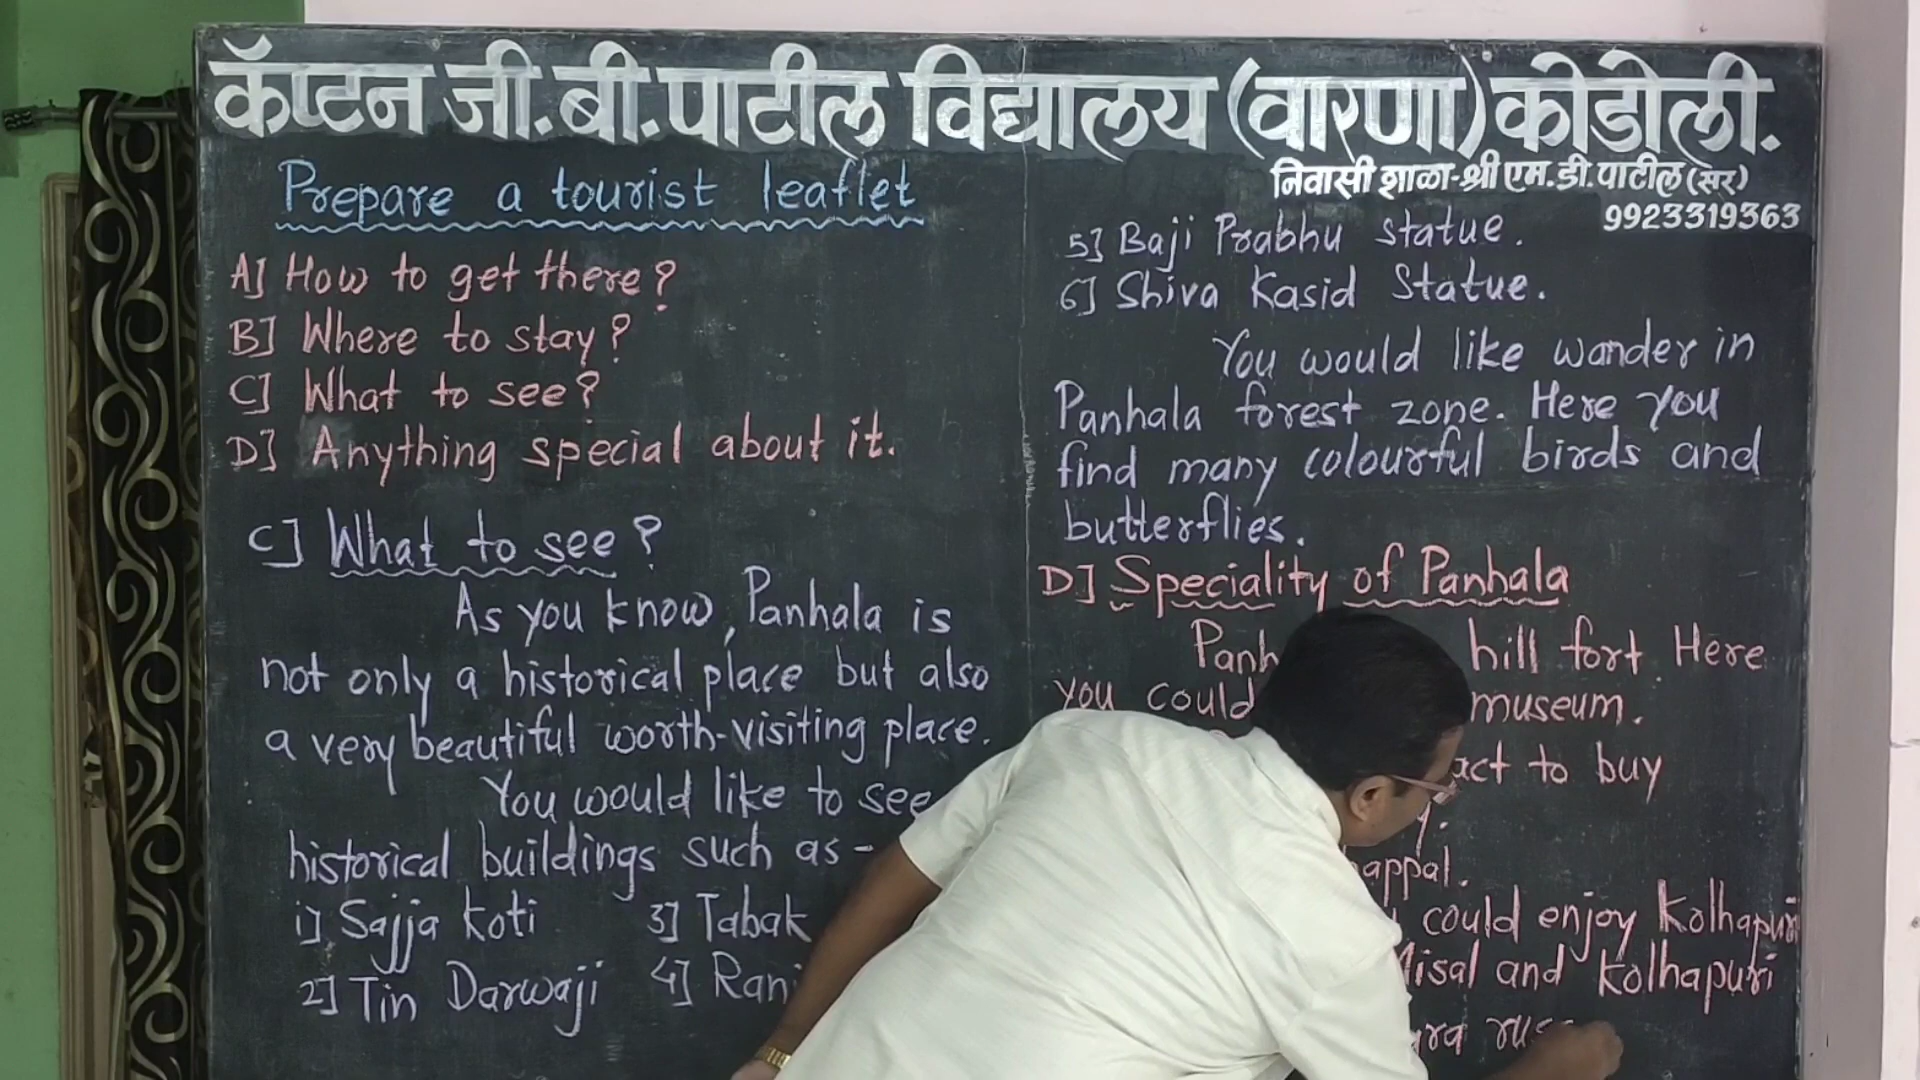 कॅप्टन जी.बी.पाटील विद्यालय (वारणा) कोडोली.
निवासी शाळा-श्री एम.डी.पाटील (सर)
9923319363
Prepare a tourist leaflet
A] How to get there?
B] Where to stay?
C] What to see?
D] Anything special about it.
C] What to see?
As you know, Panhala is
not only a historical place but also
a very beautiful worth-visiting place.
You would like to see
historical buildings such as -
1] Sajja Koti 3] Tabak
2] Tin Darwaji 4] Rani
5] Baji Prabhu statue.
6] Shiva Kasid Statue.
You would like wander in
Panhala forest zone. Here you
find many colourful birds and
butterflies.
D] Speciality of Panhala
hill fort. Here
you could museum.
to buy
could enjoy Kolhapuri
Misal and Kolhapuri